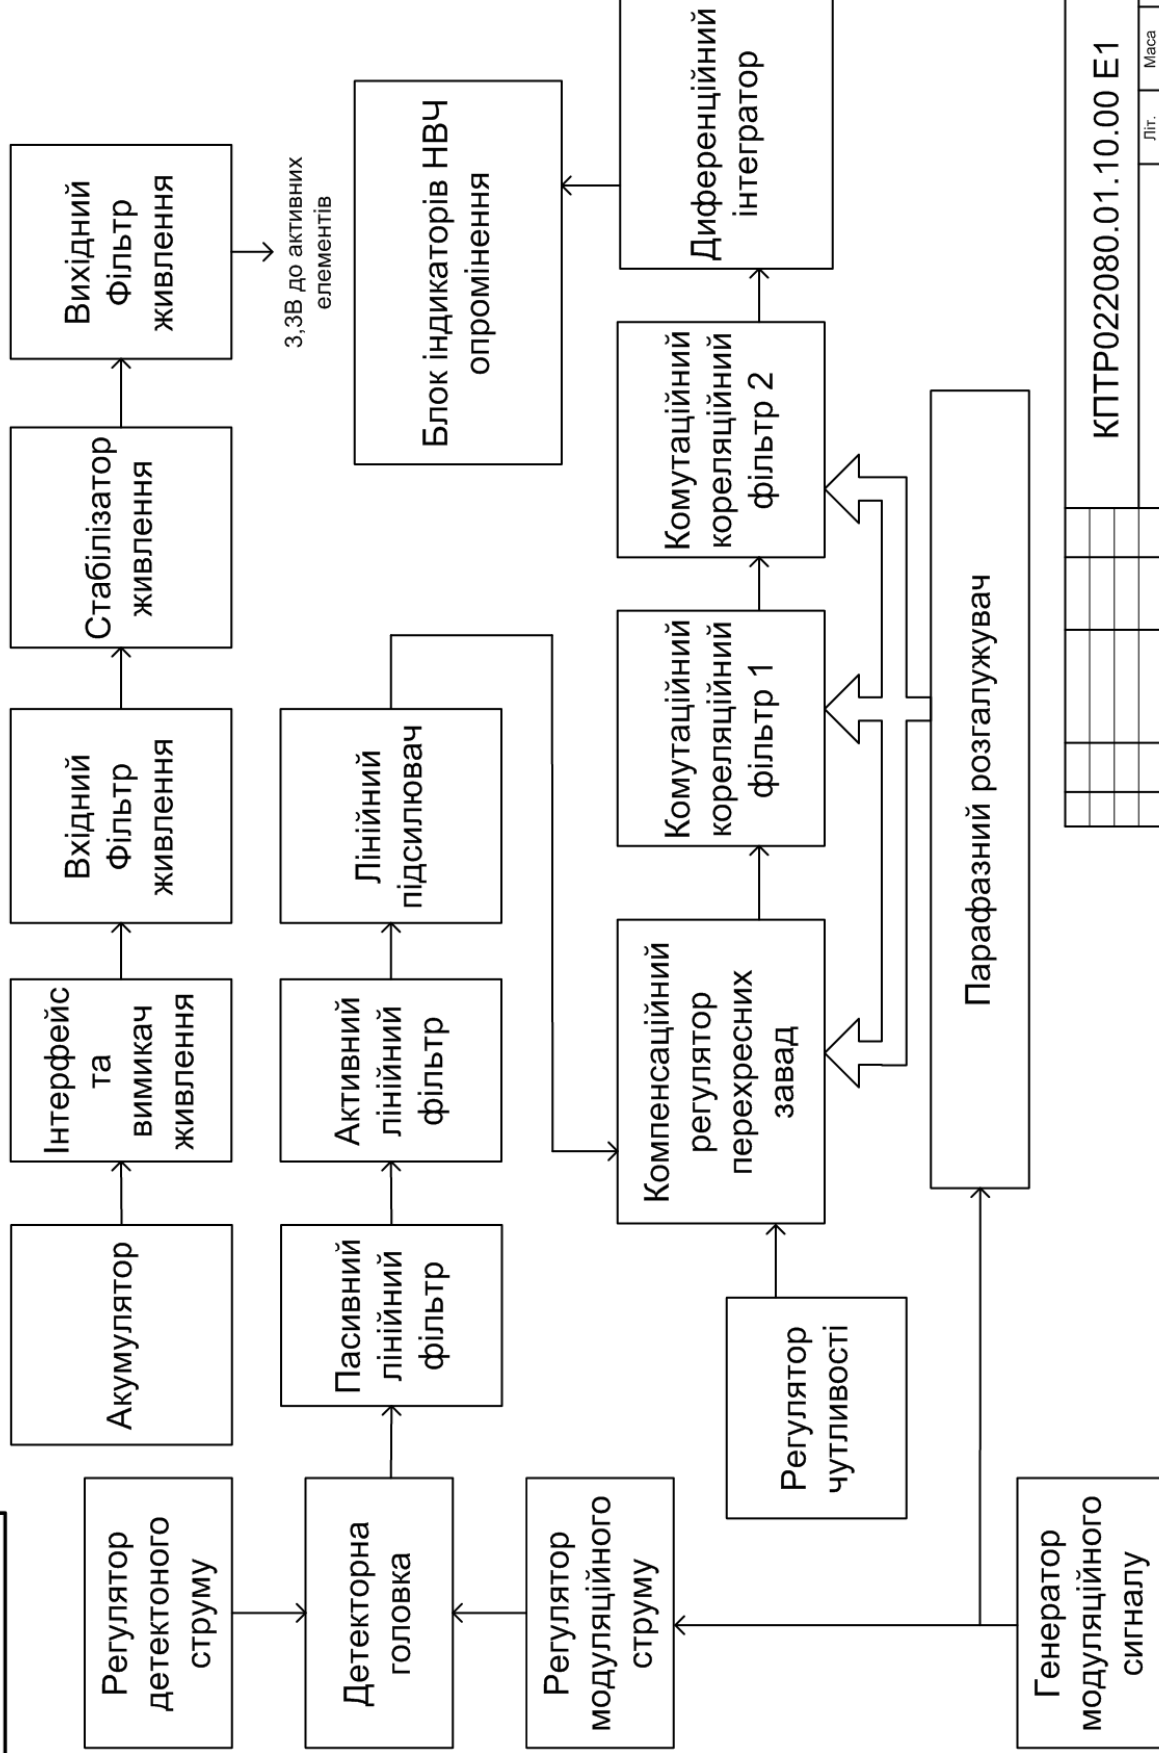 Регулятор
детектоного
струму
Акумулятор
Інтерфейс
та
вимикач
живлення
Вхідний
Фільтр
живлення
Стабілізатор
живлення
Вихідний
Фільтр
живлення
3,3В до активних
елементів
Детекторна
головка
Пасивний
лінійний
фільтр
Активний
лінійний
фільтр
Лінійний
підсилювач
Блок індикаторів НВЧ
опромінення
Регулятор
модуляційного
струму
Регулятор
чутливості
Компенсаційний
регулятор
перехресних
завад
Комутаційний
кореляційний
фільтр 1
Комутаційний
кореляційний
фільтр 2
Диференційний
інтегратор
Генератор
модуляційного
сигналу
Парафазний розгалужувач
КПТР022080.01.10.00 Е1
Літ.
Маса